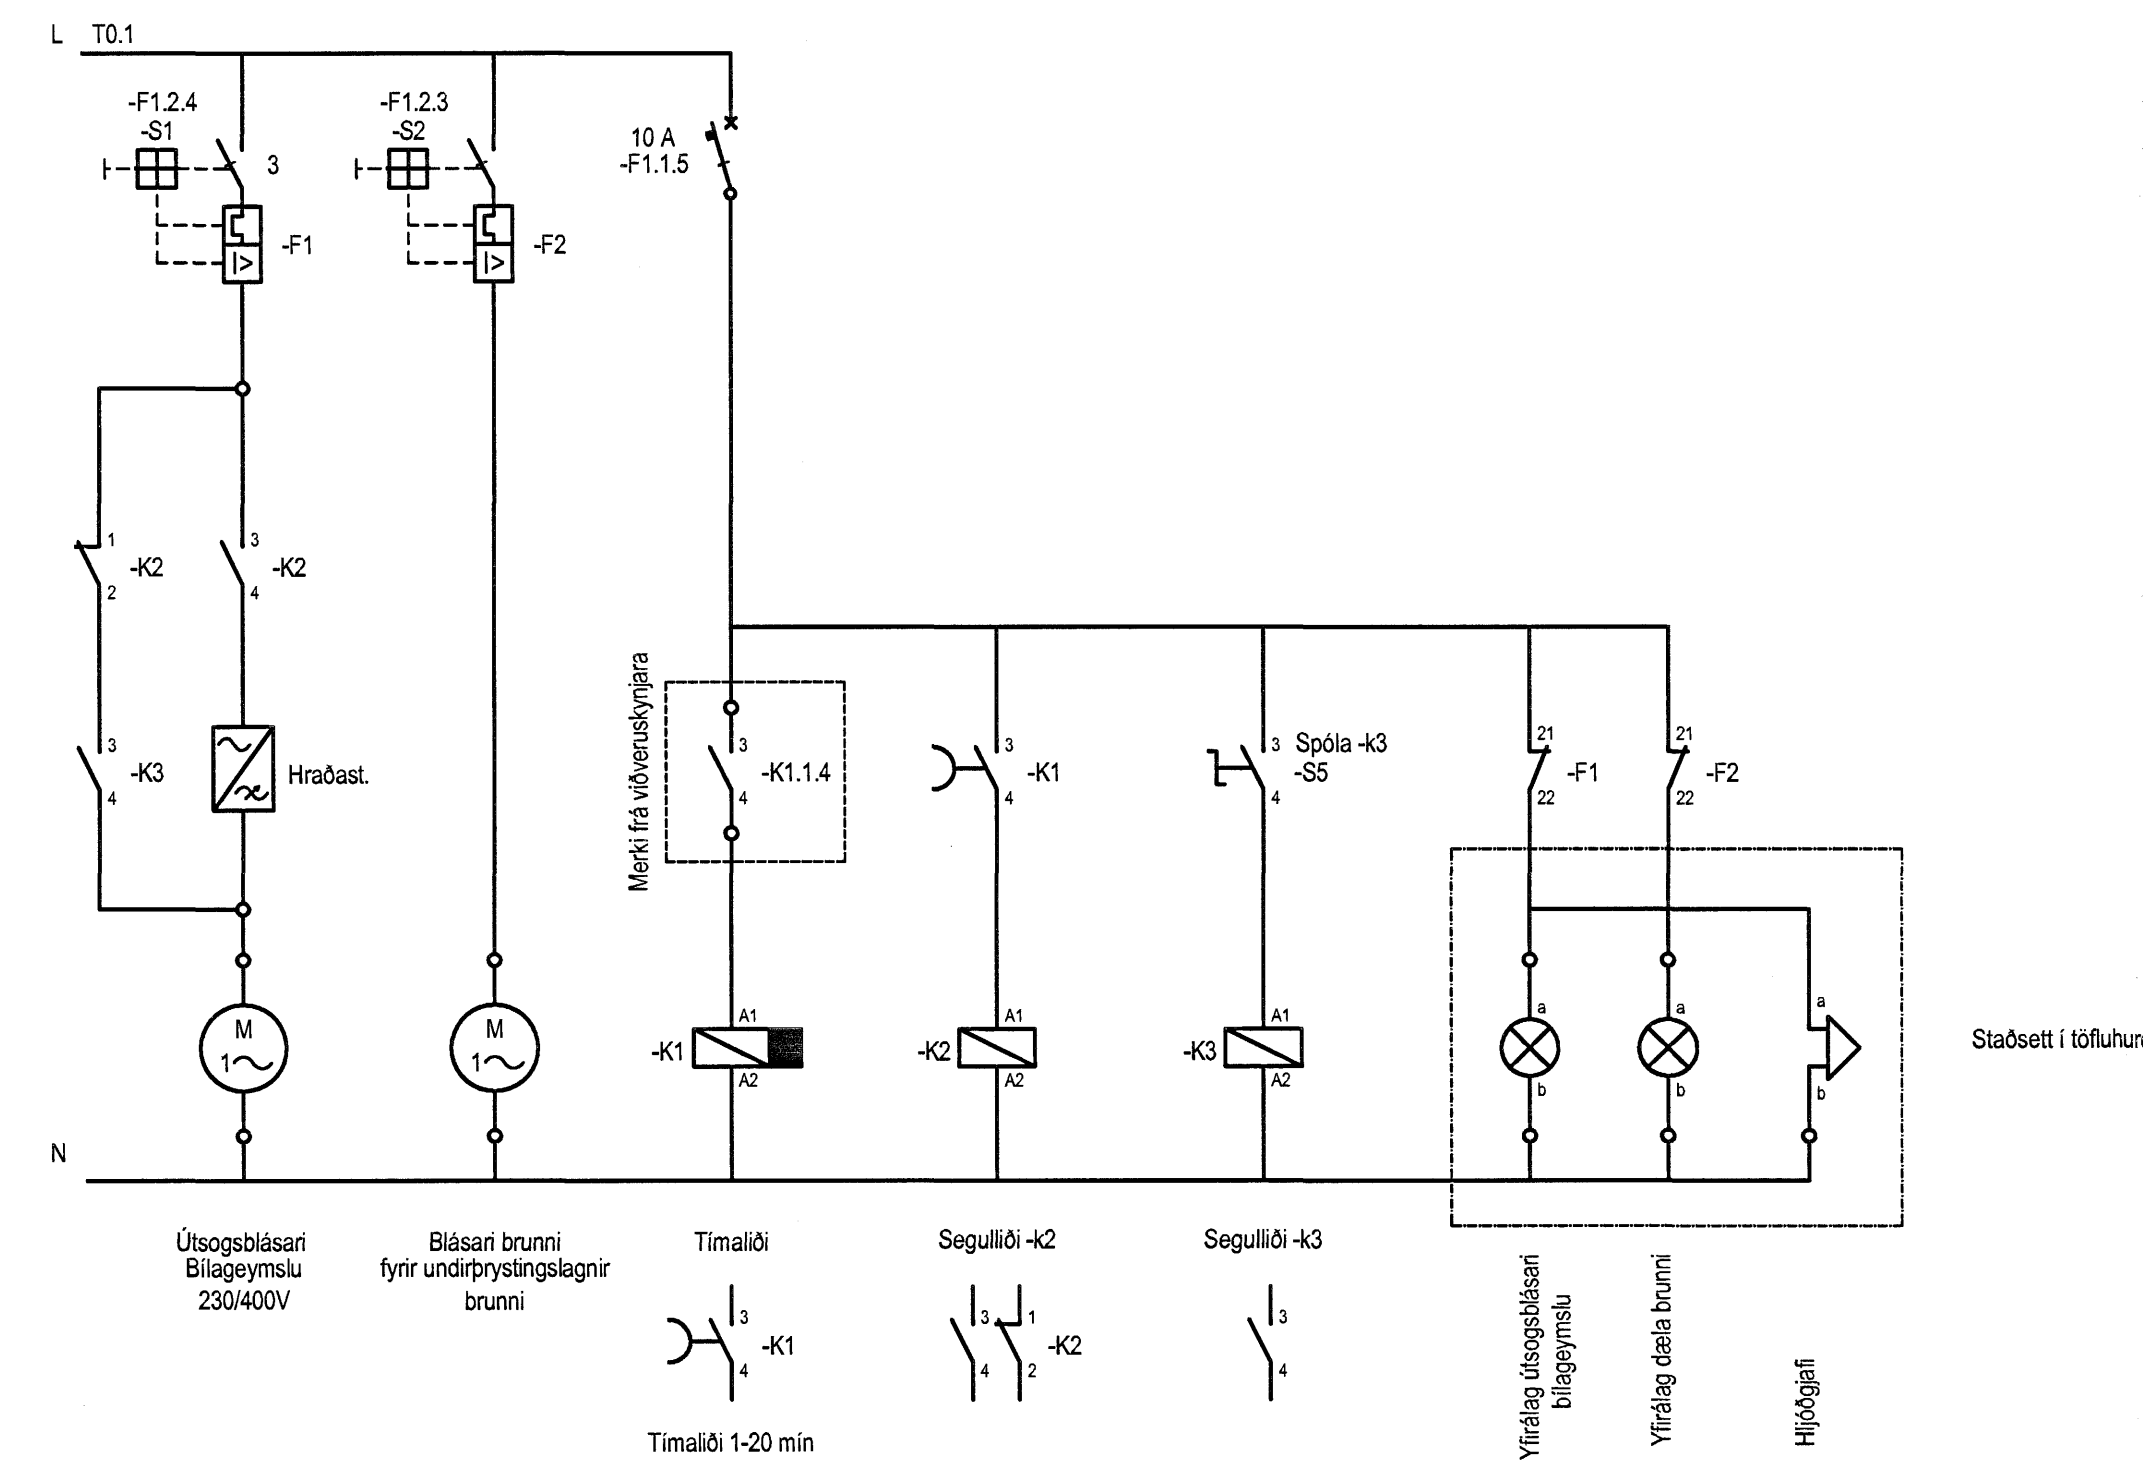 L T0.1
-F1.2.4
-S1
3
-F1
-F1.2.3
-S2
-F2
10 A
-F1.1.5
1
-K2
2
3
-K2
4
3
-K3
4
Hraðast.
Merki frá viðveruskynjara
3
-K1.1.4
4
3
-K1
4
3 Spóla -k3
-S5
4
21
-F1
22
21
-F2
22
M
1
M
1
A1
-K1
A2
A1
-K2
A2
A1
-K3
A2
a
b
a
b
a
b
Staðsett í
N
Útsogsblásari
Bílageymslu
230/400V
Blásari brunni
fyrir undirþrystingslagnir
brunni
Tímaliði
3
-K1
4
Tímaliði 1-20 mín
Segulliði -k2
3
4
1
-K2
2
Segulliði -k3
3
4
Yfirálag útsogsblásari
bílageymslu
Yfirálag dæla brunni
Hljóðgjafi